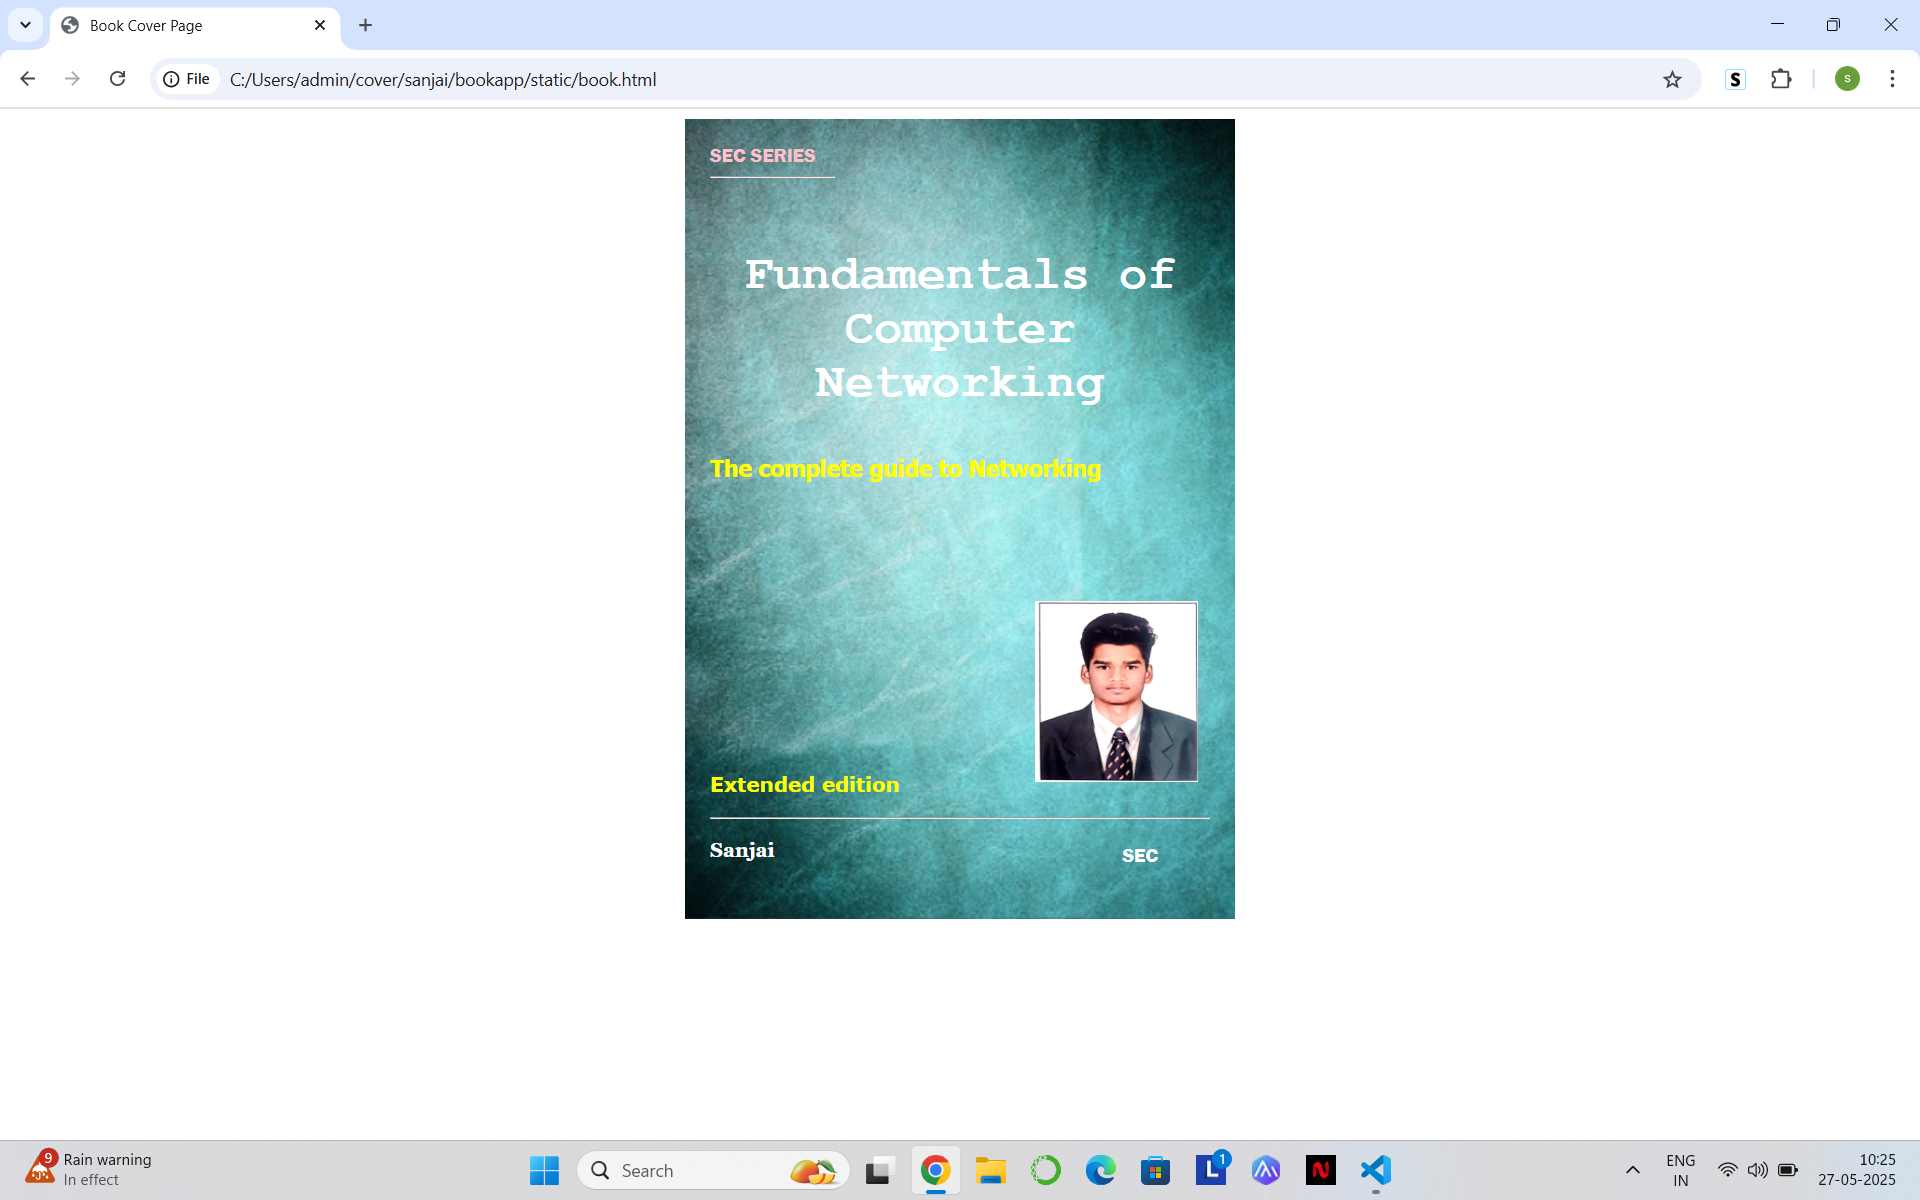 Book Cover Page
File
C:/Users/admin/cover/sanjai/bookapp/static/book.html
S
s
SEC SERIES
Fundamentals of
Computer
Networking
The complete guide to Networking
Extended edition
Sanjai
SEC
9
Rain warning
In effect
Search
L
1
N
ENG
IN
10:25
27-05-2025